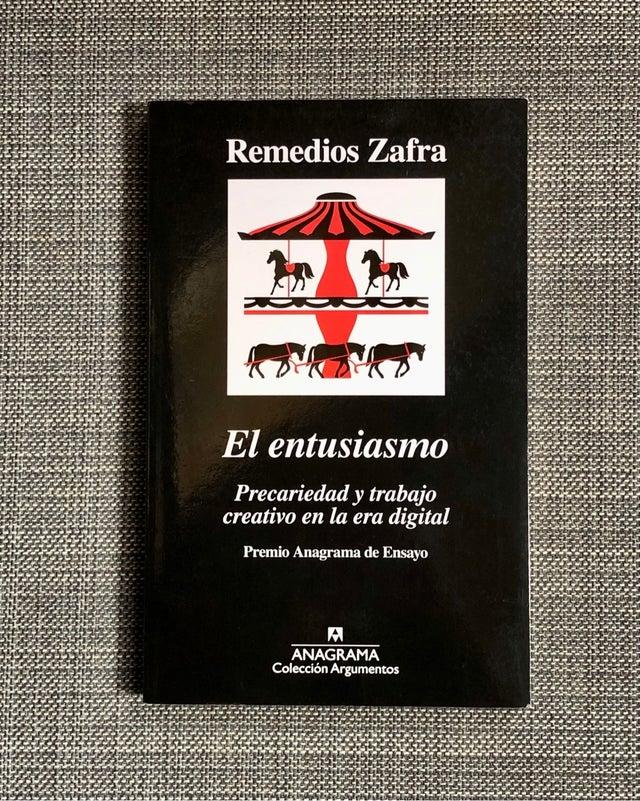 Remedios Zafra
El entusiasmo
Precariedad y trabajo
creativo en la era digital
Premio Anagrama de Ensayo
A
ANAGRAMA
Colección Argumentos